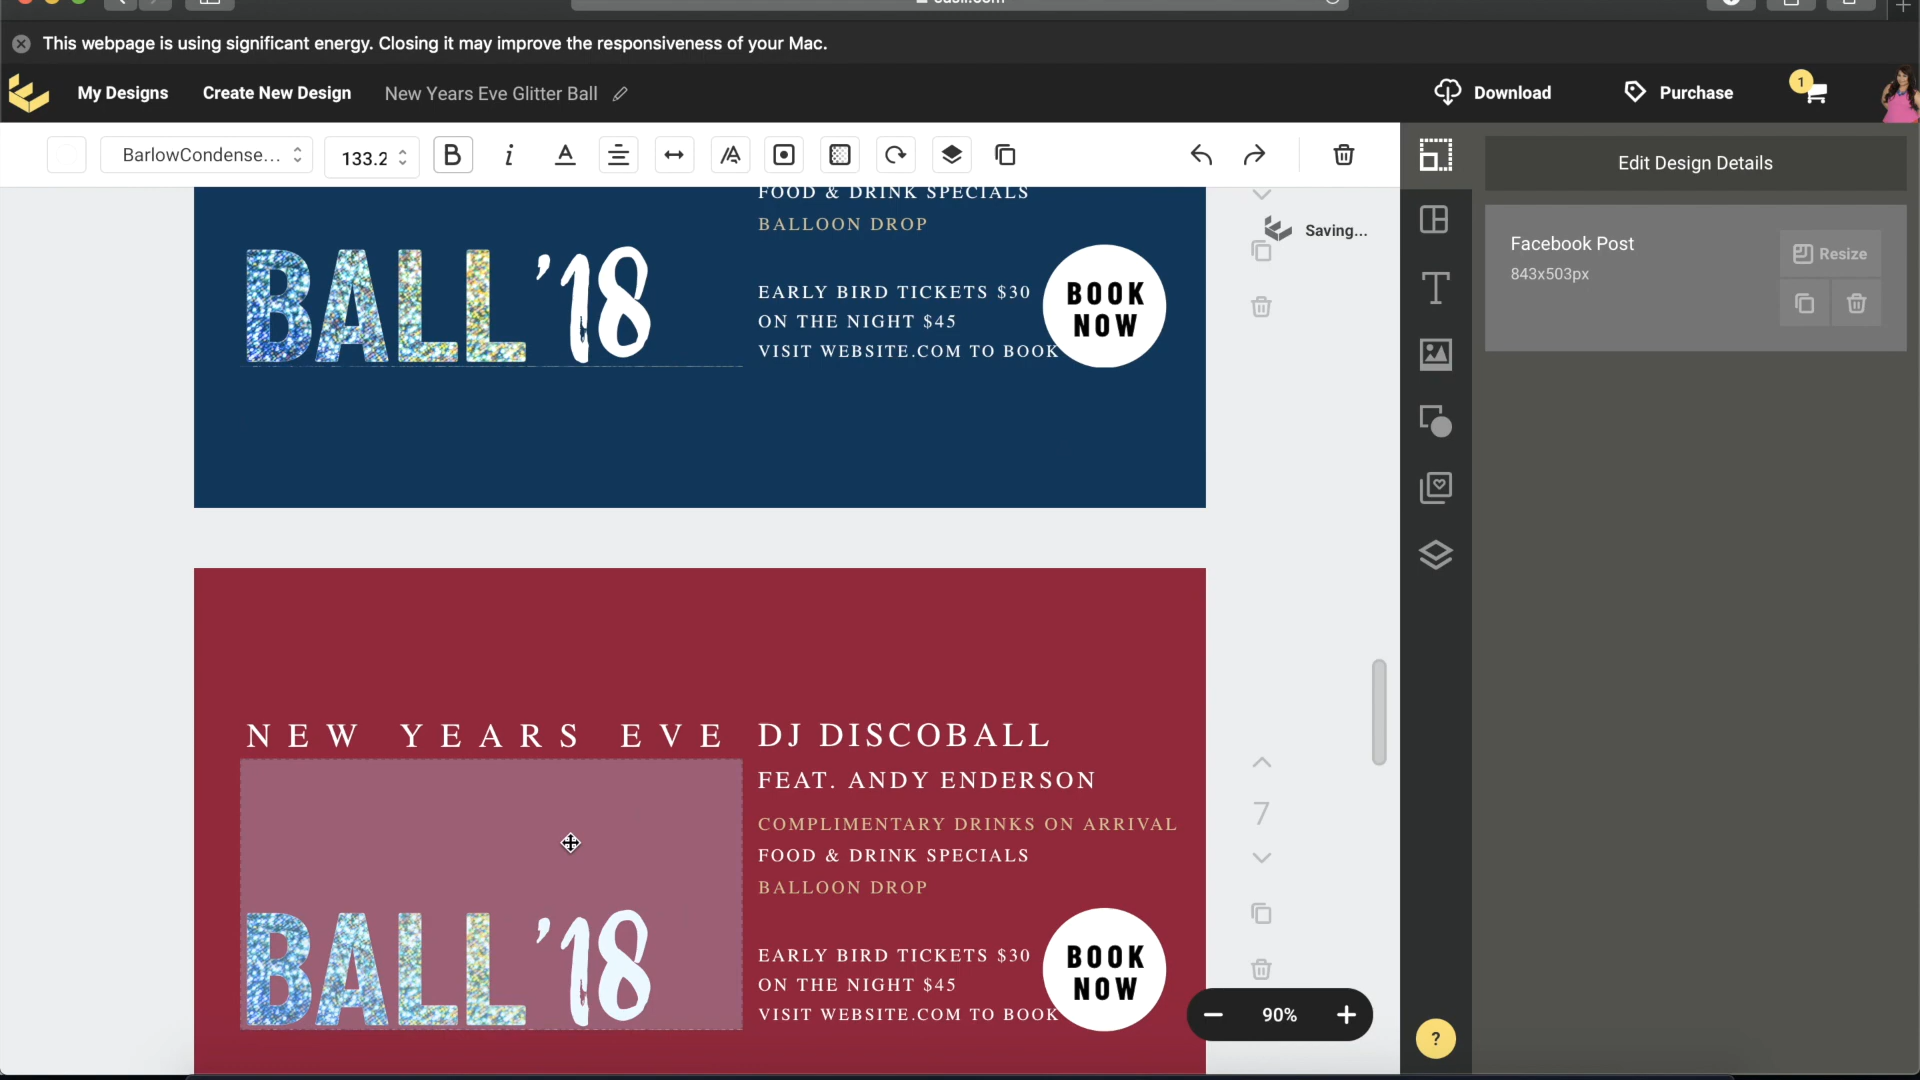 This webpage is using significant energy. Closing it may improve the responsiveness of your Mac.
My Designs
Create New Design
New Years Eve Glitter Ball
Download
Purchase
1
BarlowCondense...
133.2
B
i
A
Edit Design Details
Facebook Post
843x503px
Resize
Saving...
FOOD & DRINK SPECIALS
BALLOON DROP
BALL '18
EARLY BIRD TICKETS $30
ON THE NIGHT $45
VISIT WEBSITE.COM TO BOOK
BOOK
NOW
NEW YEARS EVE
DJ DISCOBALL
FEAT. ANDY ENDERSON
COMPLIMENTARY DRINKS ON ARRIVAL
FOOD & DRINK SPECIALS
BALLOON DROP
BALL '18
EARLY BIRD TICKETS $30
ON THE NIGHT $45
VISIT WEBSITE.COM TO BOOK
BOOK
NOW
7
90%
?